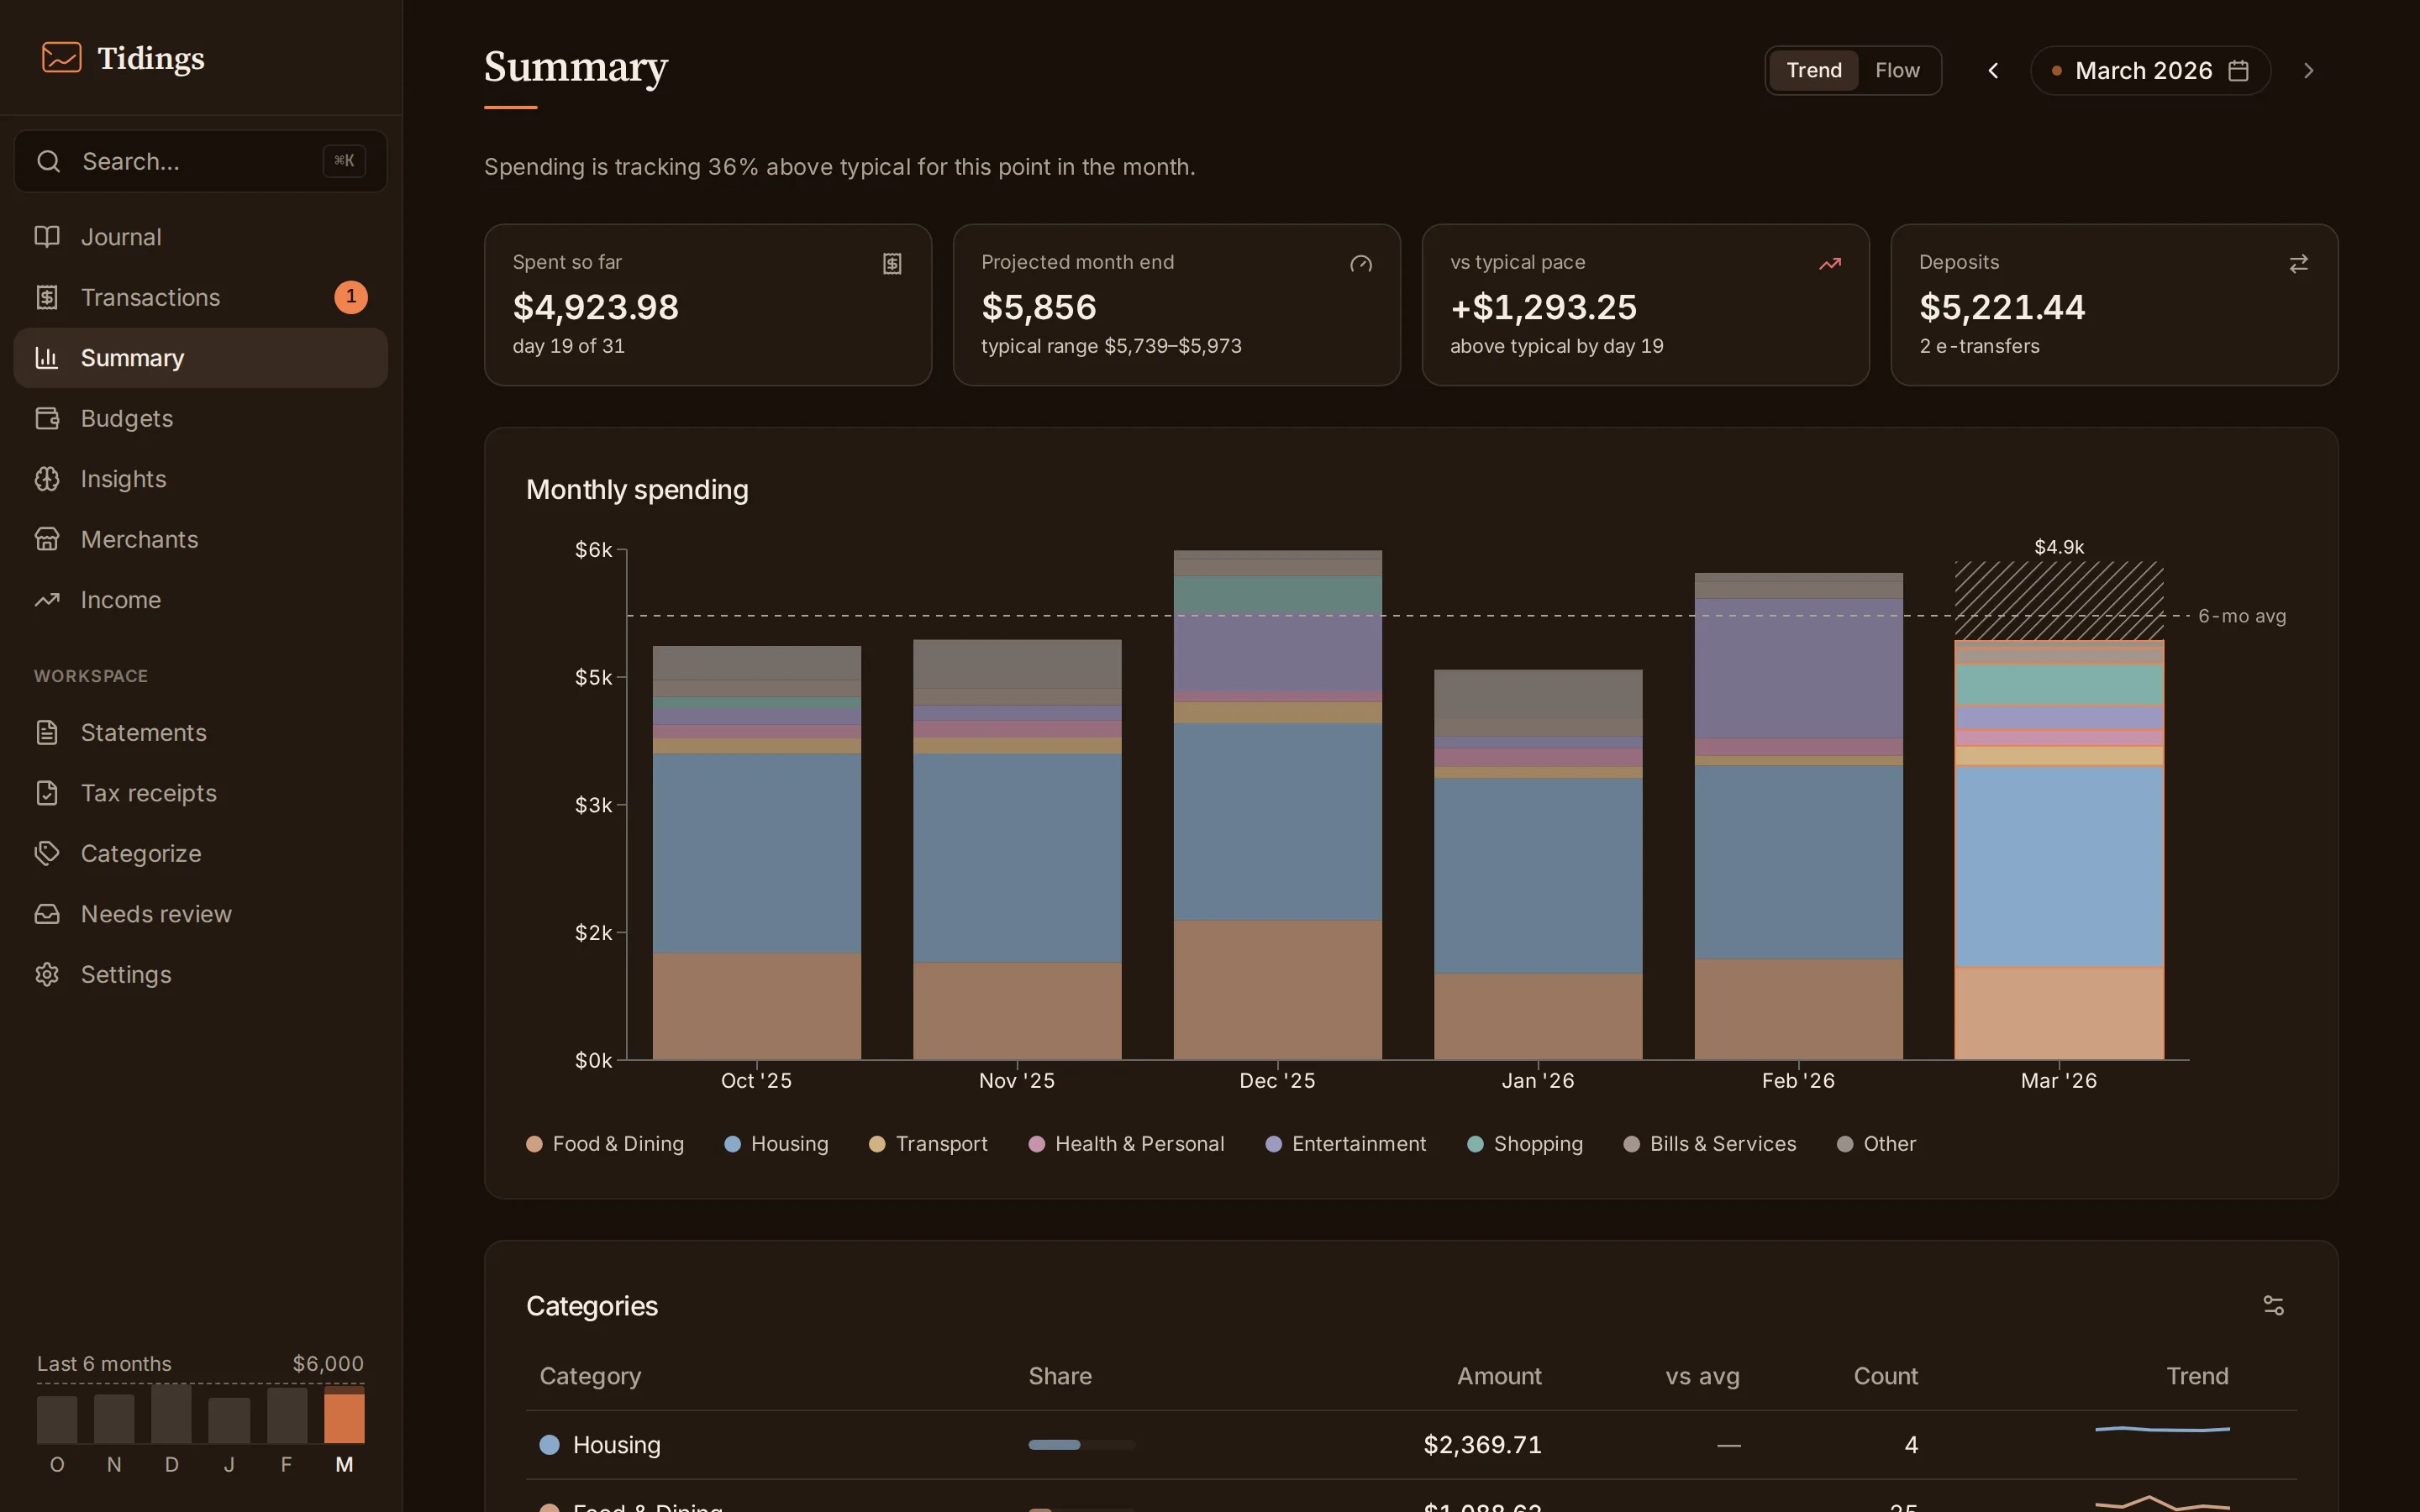 Tidings
Search...
⌘K
Journal
Transactions
1
Summary
Budgets
Insights
Merchants
Income
WORKSPACE
Statements
Tax receipts
Categorize
Needs review
Settings
Last 6 months $6,000
O N D J F M
Summary
Trend Flow
March 2026
Spending is tracking 36% above typical for this point in the month.
Spent so far
$4,923.98
day 19 of 31
Projected month end
$5,856
typical range $5,739–$5,973
vs typical pace
+$1,293.25
above typical by day 19
Deposits
$5,221.44
2 e-transfers
Monthly spending
$4.9k
$6k
6-mo avg
$5k
$3k
$2k
$0k
Oct '25 Nov '25 Dec '25 Jan '26 Feb '26 Mar '26
Food & Dining Housing Transport Health & Personal Entertainment Shopping Bills & Services Other
Categories
Category Share Amount vs avg Count Trend
Housing $2,369.71 — 4
Food & Dining $1,088.62 25